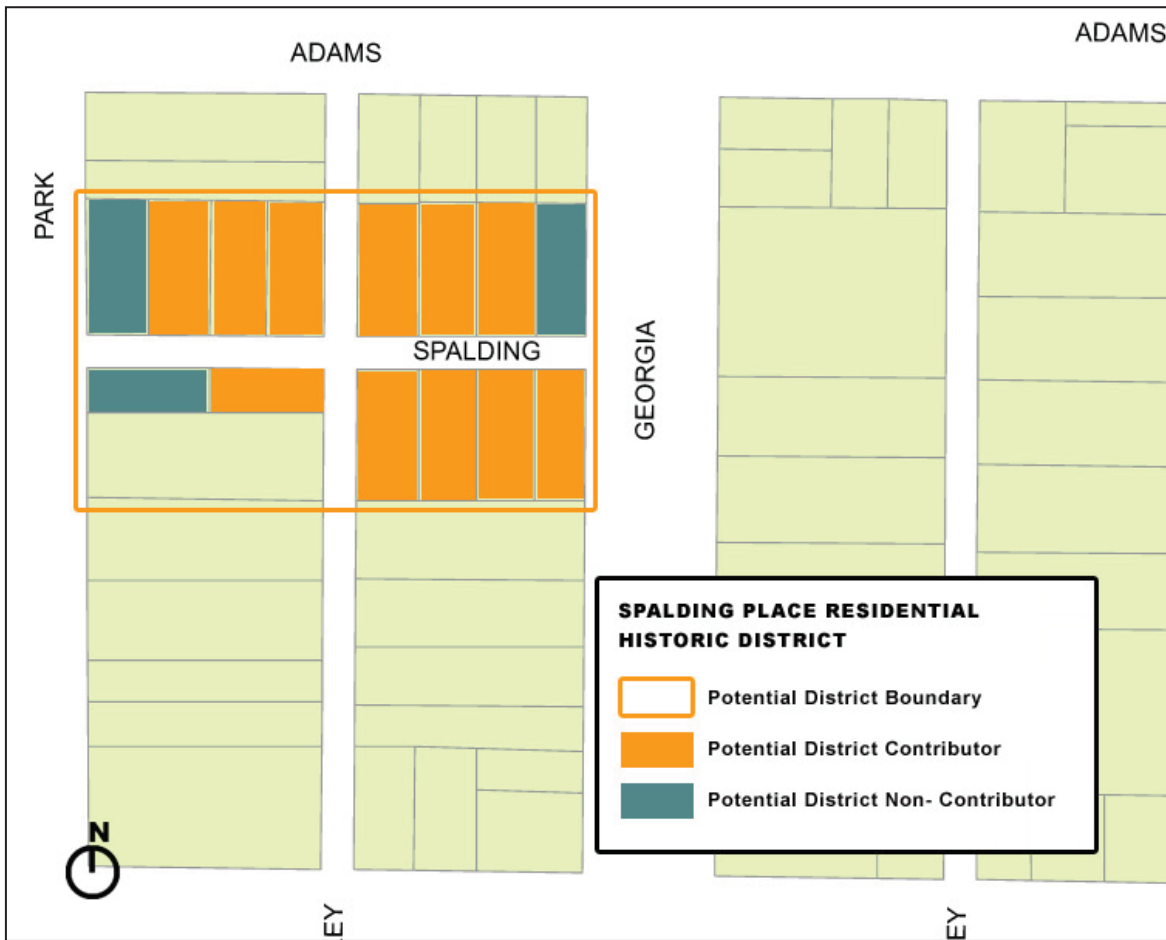 ADAMS
ADAMS
PARK
SPALDING
GEORGIA
SPALDING PLACE RESIDENTIAL
HISTORIC DISTRICT
Potential District Boundary
Potential District Contributor
Potential District Non- Contributor
N